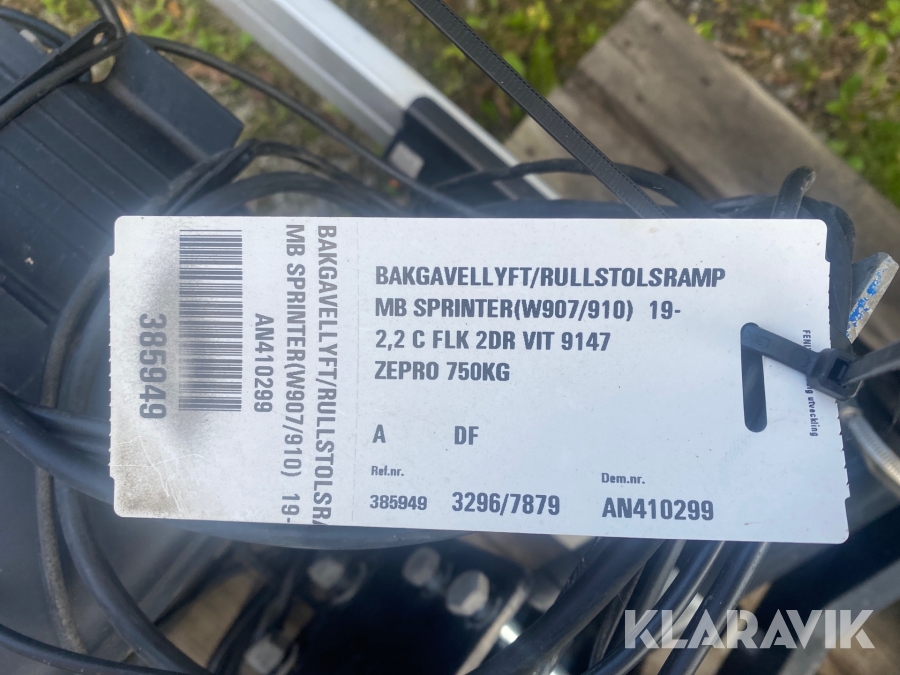 BAKGAVELLYFT/RULLSTOLSRAMP
MB SPRINTER(W907/910) 19-
2,2 C FLK 2DR VIT 9147
ZEPRO 750KG
A DF
Ref.nr. Dem.nr.
385949 3296/7879 AN410299
BAKGAVELLYFT/RULLSTOLSRA
MB SPRINTER(W907/910) 19-
AN410299
385949
utveckling
KLARAVIK